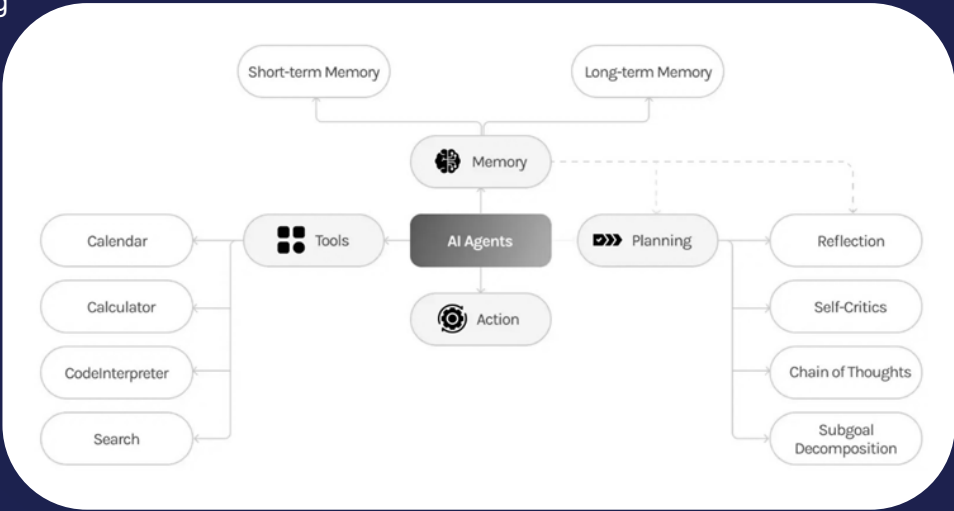 g
Short-term Memory
Long-term Memory
Memory
Calendar
Tools
AI Agents
Planning
Reflection
Calculator
Action
Self-Critics
CodeInterpreter
Chain of Thoughts
Search
Subgoal
Decomposition